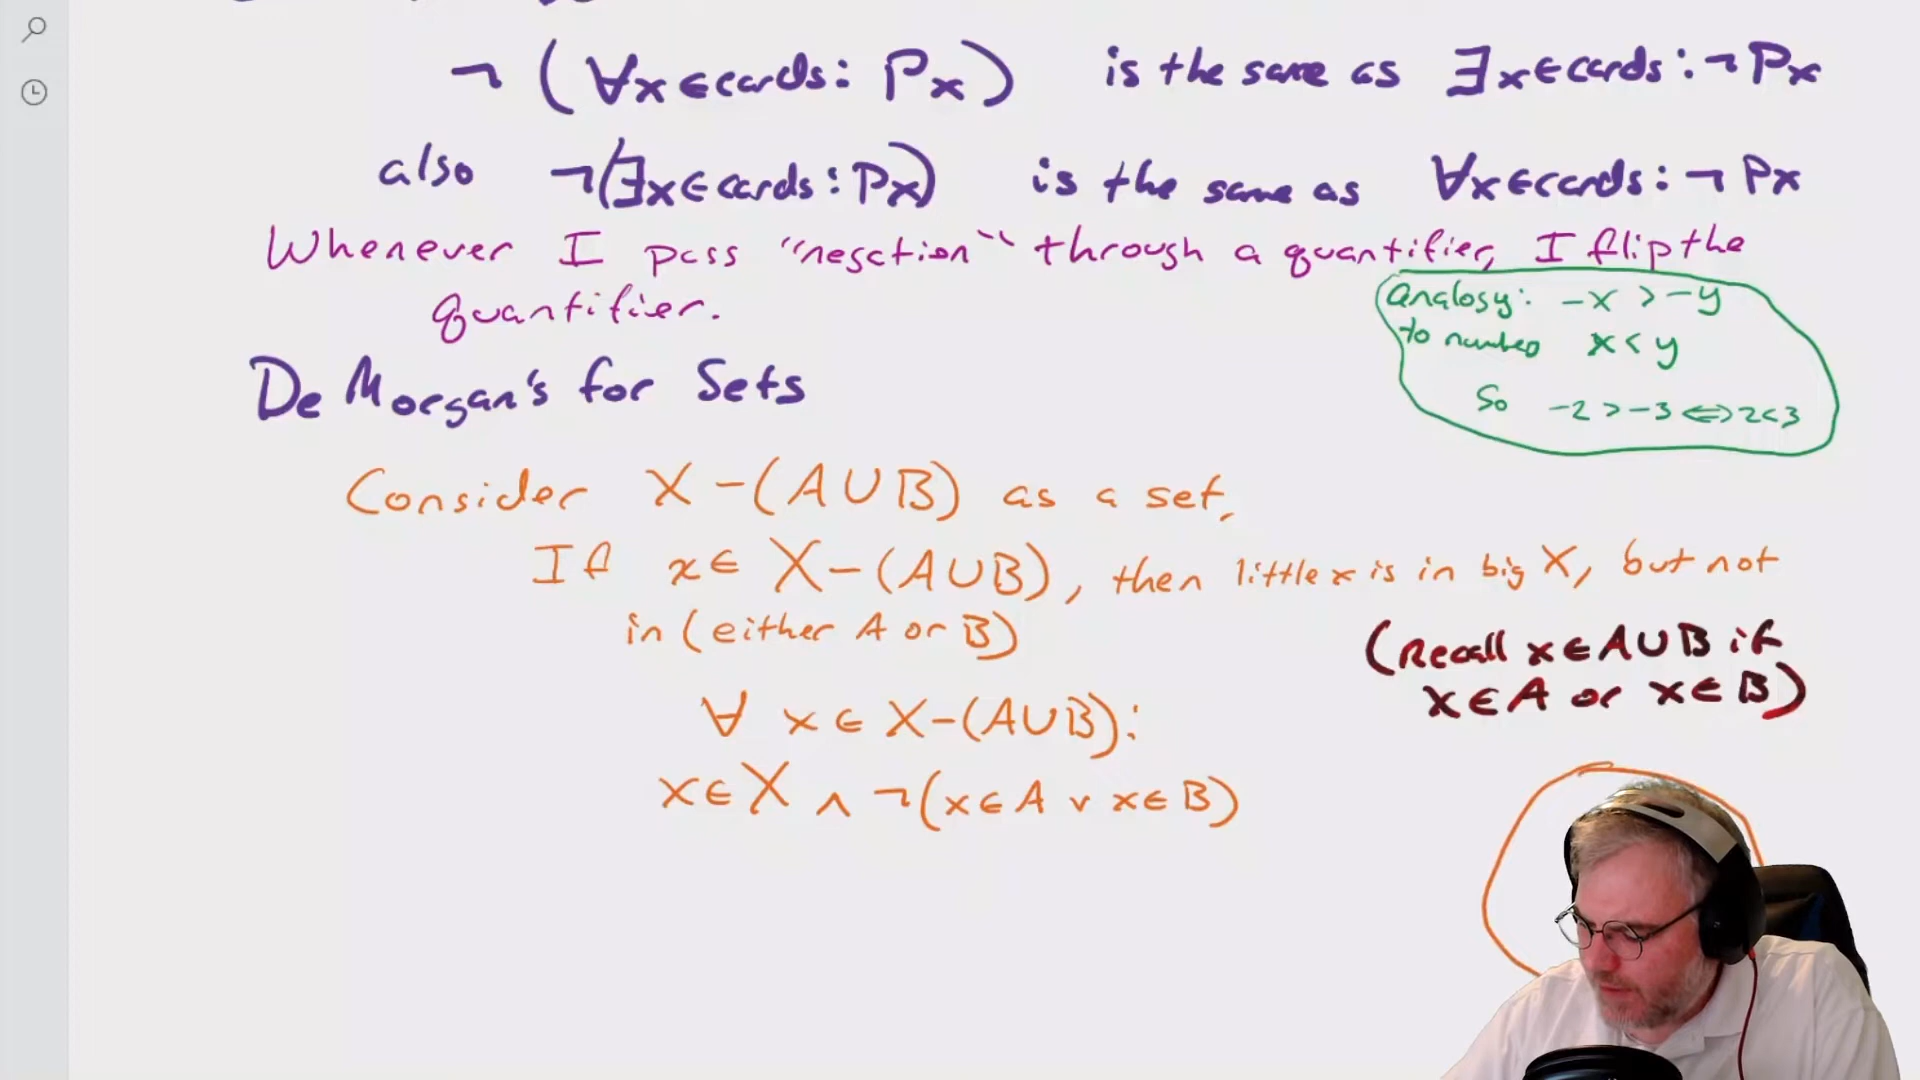 ¬(∀x∈cards: Px) is the same as ∃x∈cards:¬Px
also ¬(∃x∈cards:Px) is the same as ∀x∈cards:¬Px
Whenever I pass "negation" through a quantifier, I flip the
quantifier.
Analogy: -x > -y
to numbers x < y
So -2 > -3 ⟺ 2<3
De Morgan's for Sets
Consider X-(A∪B) as a set.
If x∈ X-(A∪B), then little x is in big X, but not
in (either A or B)
(Recall x∈A∪B if
x∈A or x∈B)
∀ x∈X-(A∪B):
x∈X ∧ ¬(x∈A ∨ x∈B)